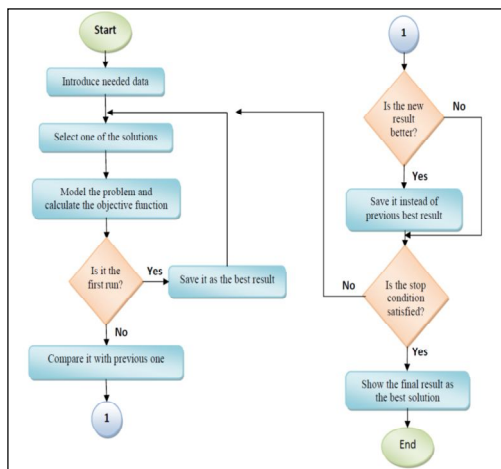 Start
Introduce needed data
Select one of the solutions
Model the problem and
calculate the objective function
Is it the
first run?
Yes
Save it as the best result
No
Compare it with previous one
1
1
Is the new
result
better?
No
Yes
Save it instead of
previous best result
No
Is the stop
condition
satisfied?
Yes
Show the final result as
the best solution
End